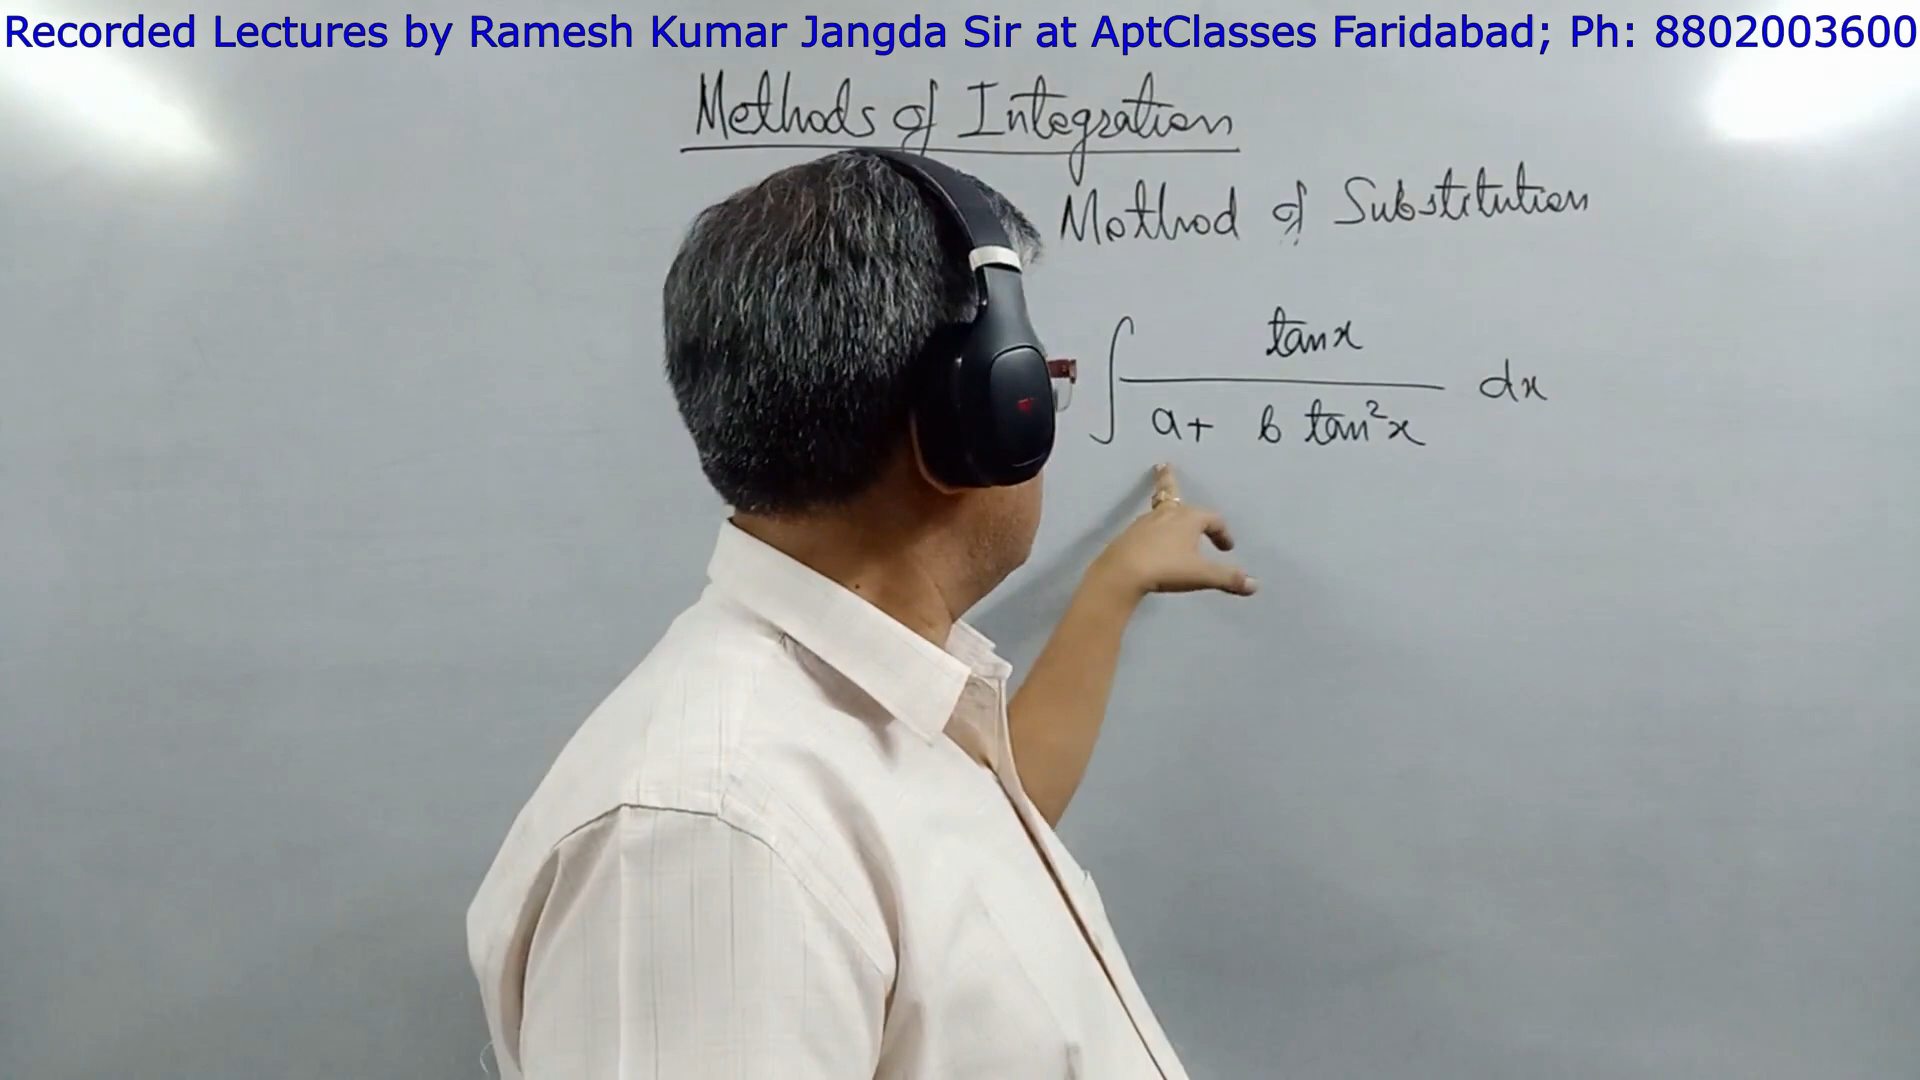 Recorded Lectures by Ramesh Kumar Jangda Sir at AptClasses Faridabad; Ph: 8802003600
Methods of Integration
Method of Substitution
∫ tanx / (a + b tan²x) dx